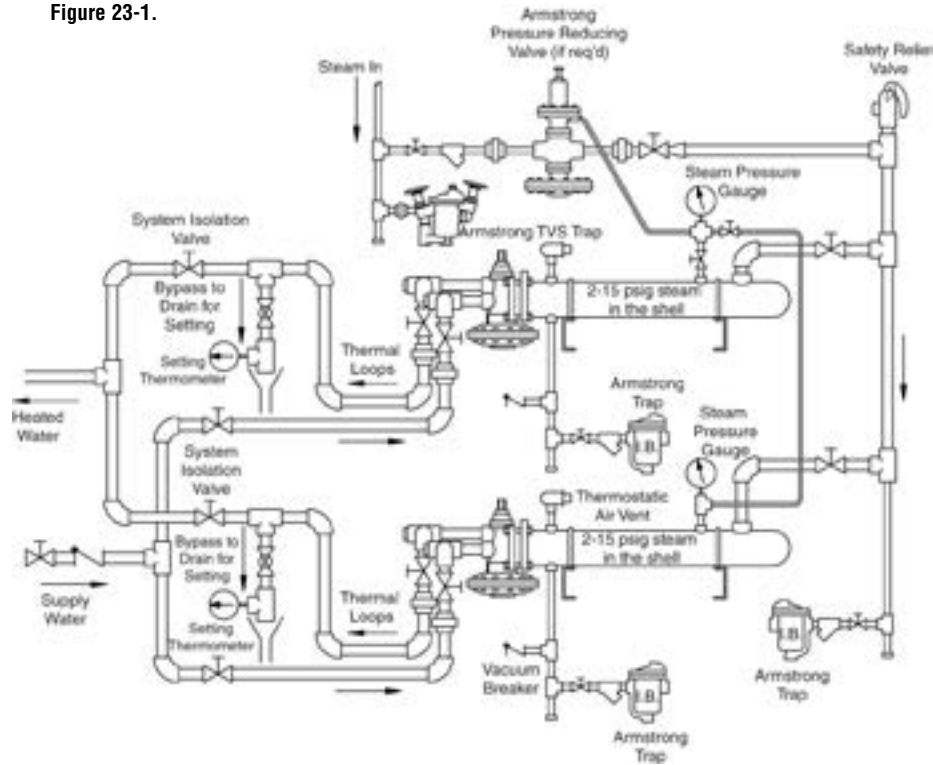 Figure 23-1.
Armstrong
Pressure Reducing
Valve (if req'd)
Safety Relief
Valve
Steam In
Steam Pressure
Gauge
System Isolation
Valve
Armstrong TVS Trap
Bypass to
Drain for
Setting
2-15 psig steam
in the shell
Setting
Thermometer
Thermal
Loops
Armstrong
Trap
I.B.
Steam
Pressure
Gauge
Heated
Water
System
Isolation
Valve
Thermostatic
Air Vent
Bypass to
Drain for
Setting
2-15 psig steam
in the shell
Supply
Water
Setting
Thermometer
Thermal
Loops
I.B.
Armstrong
Trap
Vacuum
Breaker
I.B.
Armstrong
Trap